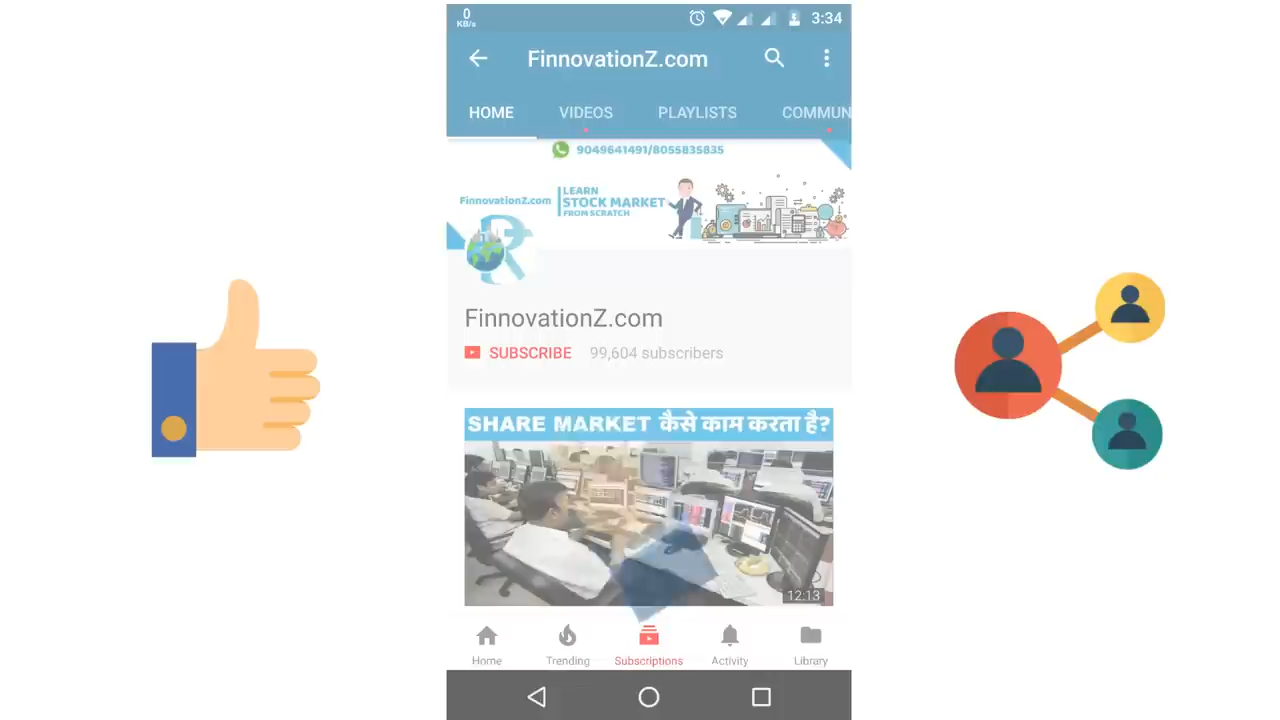 0
KB/s
3:34
FinnovationZ.com
HOME VIDEOS PLAYLISTS COMMUN
9049641491/8055835835
FinnovationZ.com
LEARN
STOCK MARKET
FROM SCRATCH
FinnovationZ.com
SUBSCRIBE 99,604 subscribers
SHARE MARKET कैसे काम करता है?
12:13
Home Trending Subscriptions Activity Library